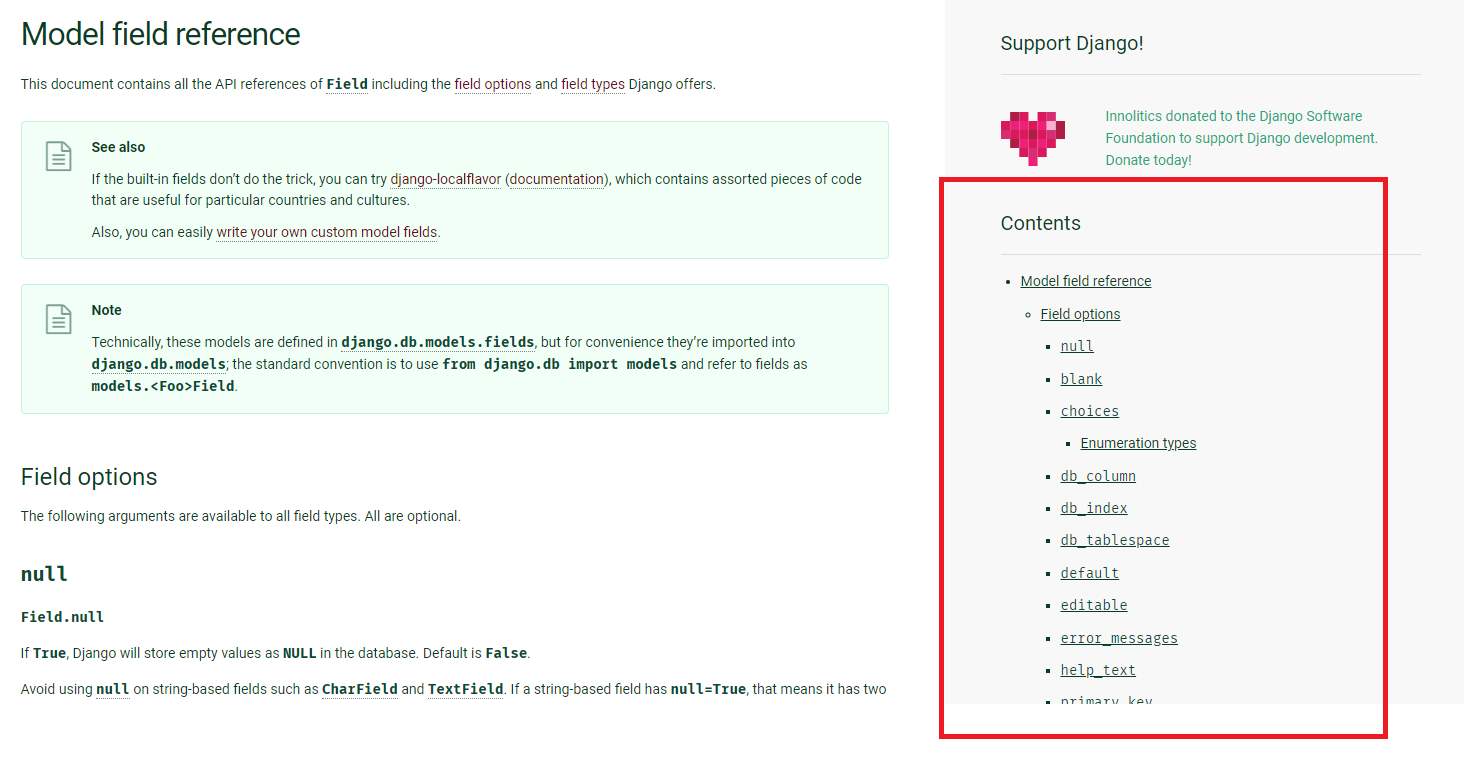 Model field reference
This document contains all the API references of Field including the field options and field types Django offers.
See also
If the built-in fields don’t do the trick, you can try django-localflavor (documentation), which contains assorted pieces of code
that are useful for particular countries and cultures.
Also, you can easily write your own custom model fields.
Note
Technically, these models are defined in django.db.models.fields, but for convenience they’re imported into
django.db.models; the standard convention is to use from django.db import models and refer to fields as
models.<Foo>Field.
Field options
The following arguments are available to all field types. All are optional.
null
Field.null
If True, Django will store empty values as NULL in the database. Default is False.
Avoid using null on string-based fields such as CharField and TextField. If a string-based field has null=True, that means it has two
Support Django!
Innolitics donated to the Django Software
Foundation to support Django development.
Donate today!
Contents
Model field reference
Field options
null
blank
choices
Enumeration types
db_column
db_index
db_tablespace
default
editable
error_messages
help_text
primary_key